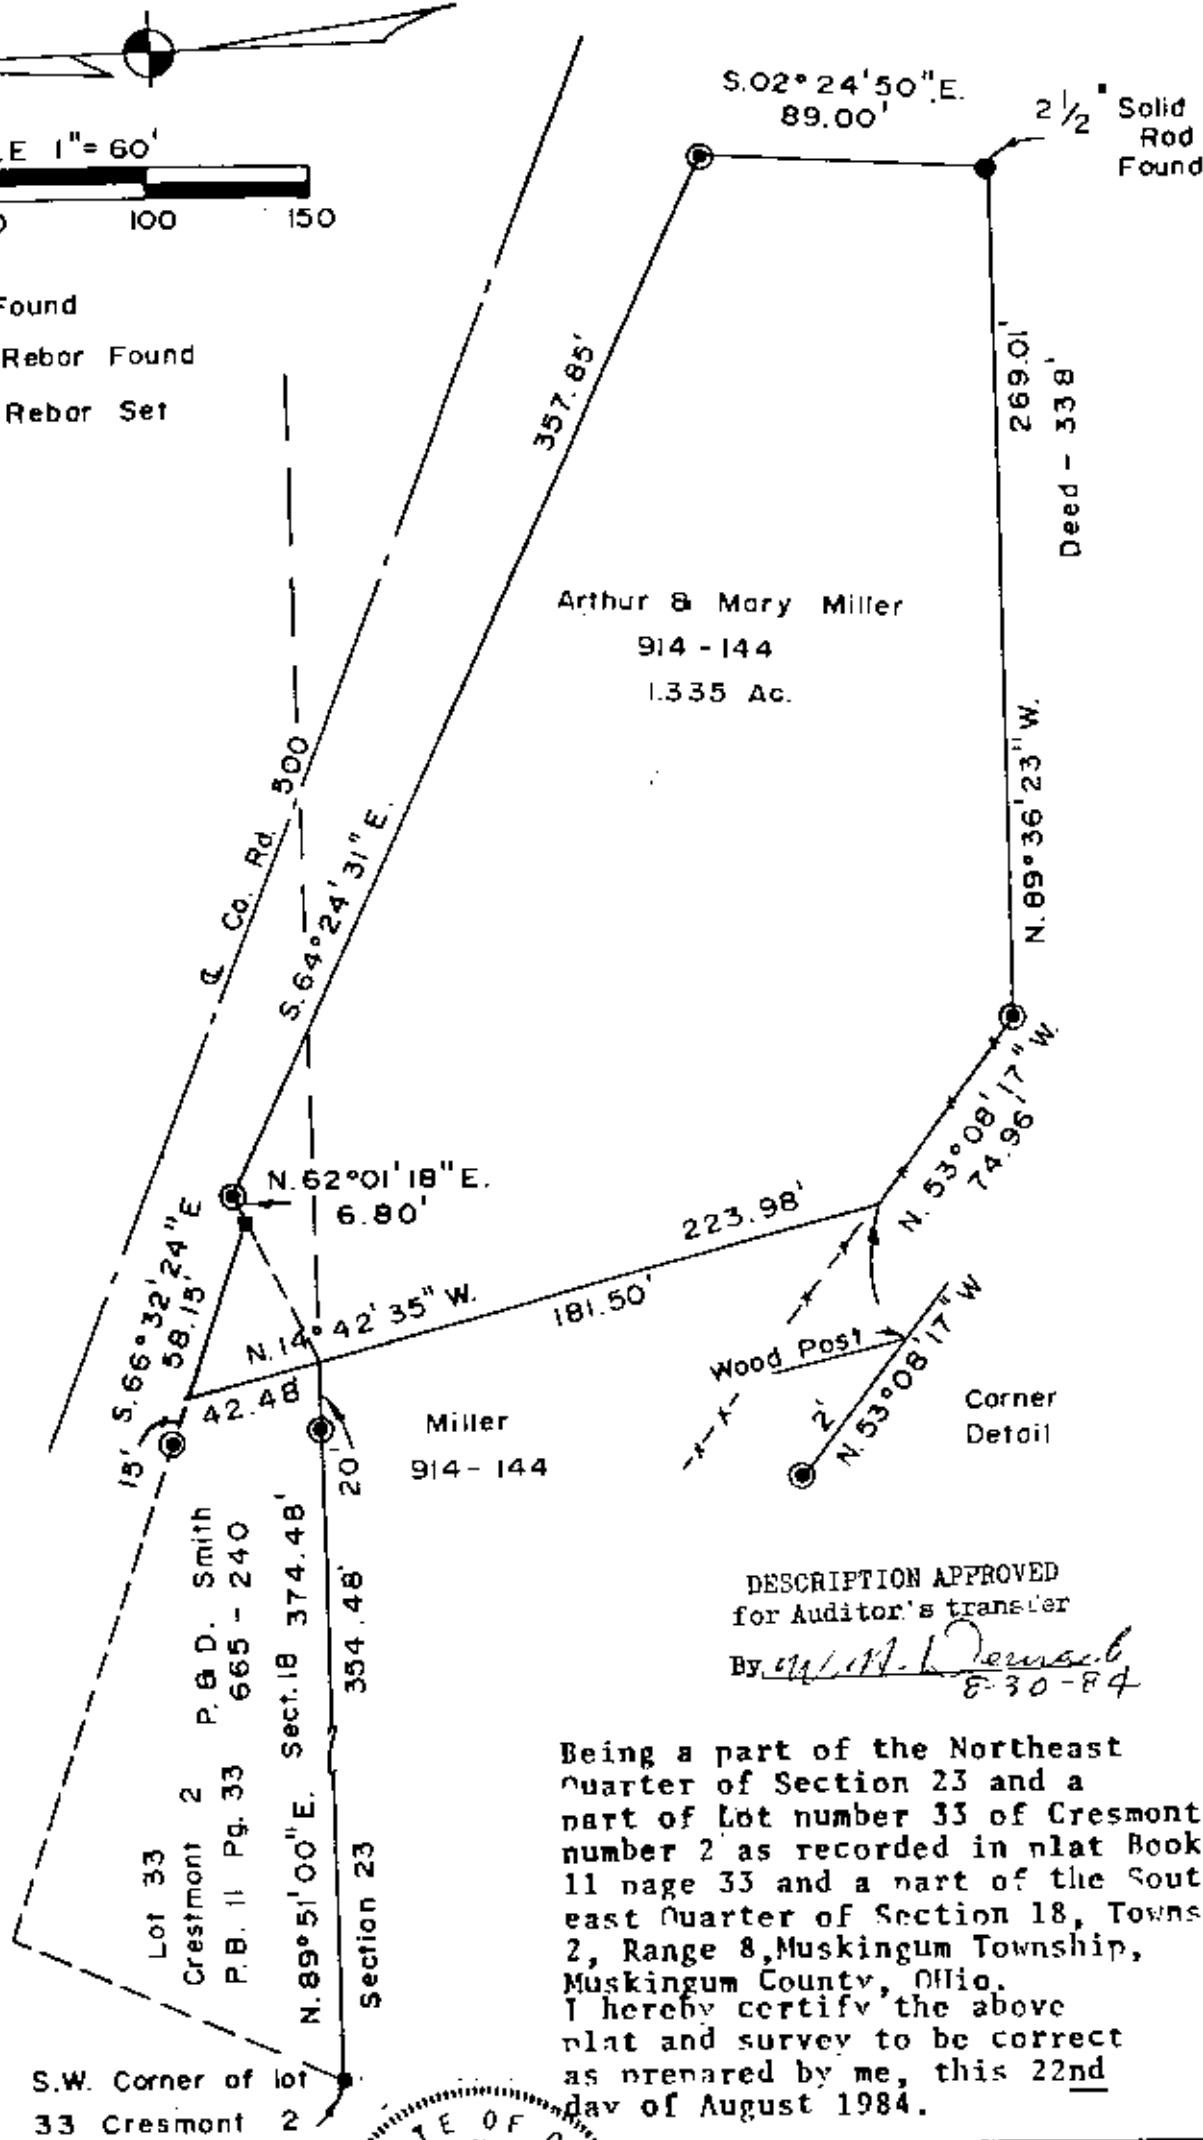 S.02°24'50".E.
89.00'
2 1/2" Solid
Rod
Found
E 1"= 60'
100 150
Found
Rebar Found
Rebar Set
357.85'
S.64°24'31"E.
269.01'
Deed - 338'
N.89°36'23"W.
Arthur & Mary Miller
914 - 144
1.335 Ac.
℄ Co. Rd. 500
N.62°01'18"E.
6.80'
N.53°08'17"W.
74.96'
223.98'
181.50'
N.14°42'35"W.
42.48'
S.66°32'24"E
58.15'
15'
20'
Miller
914 - 144
Wood Post
2'
N.53°08'17"W
Corner
Detail
Lot 33
Crestmont 2
P.B. 11 Pg. 33
P. & D. Smith
665 - 240
N.89°51'00"E. Sect.18 374.48'
354.48'
Section 23
S.W. Corner of lot
33 Cresmont 2
DESCRIPTION APPROVED
for Auditor's transfer
By
8-30-84
Being a part of the Northeast
Quarter of Section 23 and a
part of Lot number 33 of Cresmont
number 2 as recorded in plat Book
11 page 33 and a part of the Sout
east Quarter of Section 18, Towns
2, Range 8, Muskingum Township,
Muskingum County, OHio.
I hereby certify the above
plat and survey to be correct
as prepared by me, this 22nd
day of August 1984.
TE OF O